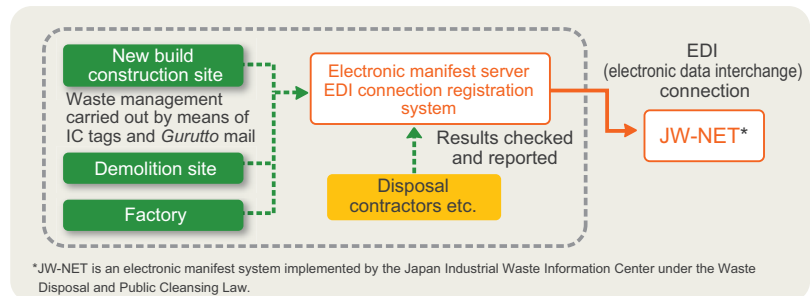 New build
construction site
Waste management
carried out by means of
IC tags and Gurutto mail
Demolition site
Factory
Electronic manifest server
EDI connection registration
system
Results checked
and reported
Disposal
contractors etc.
EDI
(electronic data interchange)
connection
JW-NET*
*JW-NET is an electronic manifest system implemented by the Japan Industrial Waste Information Center under the Waste
Disposal and Public Cleansing Law.